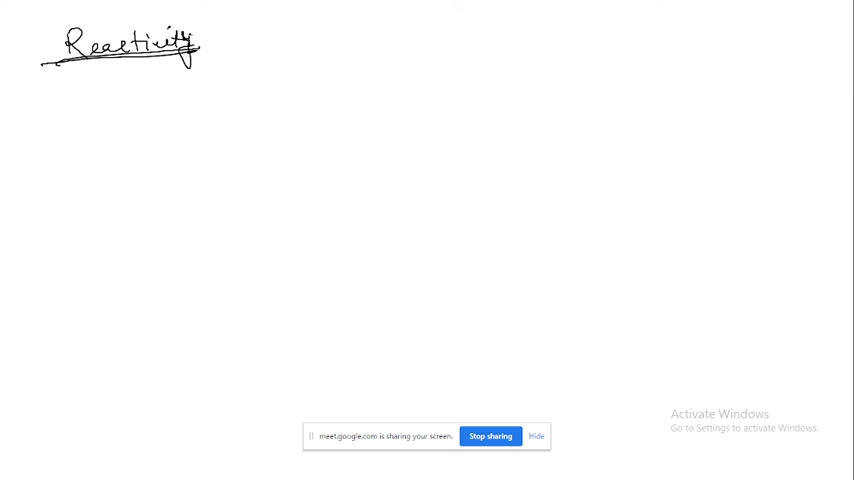 Reactivity
meet.google.com is sharing your screen. Stop sharing Hide
Activate Windows
Go to Settings to activate Windows.